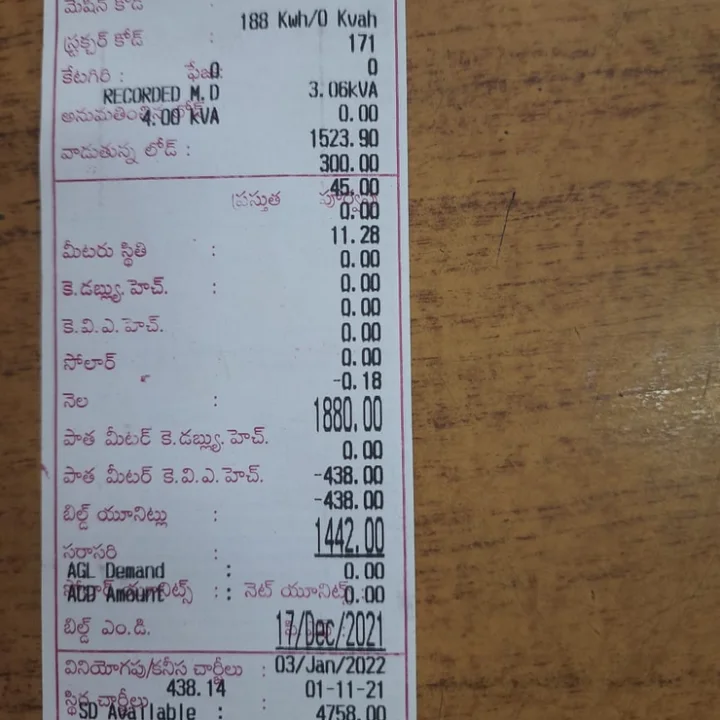 మెషిన్ కోడ్ :
188 Kwh/0 Kvah
స్ట్రక్చర్ కోడ్ 171
కేటగిరి : 0 ఫేజు: 0
RECORDED M.D 3.06kVA
అనుమతించిన లోడ్ 4.00 kVA 0.00
1523.90
వాడుతున్న లోడ్ :
300.00
45.00
ప్రస్తుత పూర్వపు
0.00
11.28
మీటరు స్థితి : 0.00
కె.డబ్ల్యు.హెచ్. : 0.00
0.00
కె.వి.ఎ.హెచ్. 0.00
సోలార్ 0.00
-0.18
నెల : 1880.00
పాత మీటర్ కె.డబ్ల్యు.హెచ్. 0.00
పాత మీటర్ కె.వి.ఎ.హెచ్. -438.00
-438.00
బిల్డ్ యూనిట్లు : 1442.00
సరాసరి :
AGL Demand : 0.00
ACD Amount : : నెట్ యూనిట్స్ : 0.00
బిల్డ్ ఎం.డి. 17/Dec/2021
వినియోగపు/కనీస చార్జీలు : 03/Jan/2022
438.14 01-11-21
స్థిర చార్జీలు :
SD Available : 4758.00